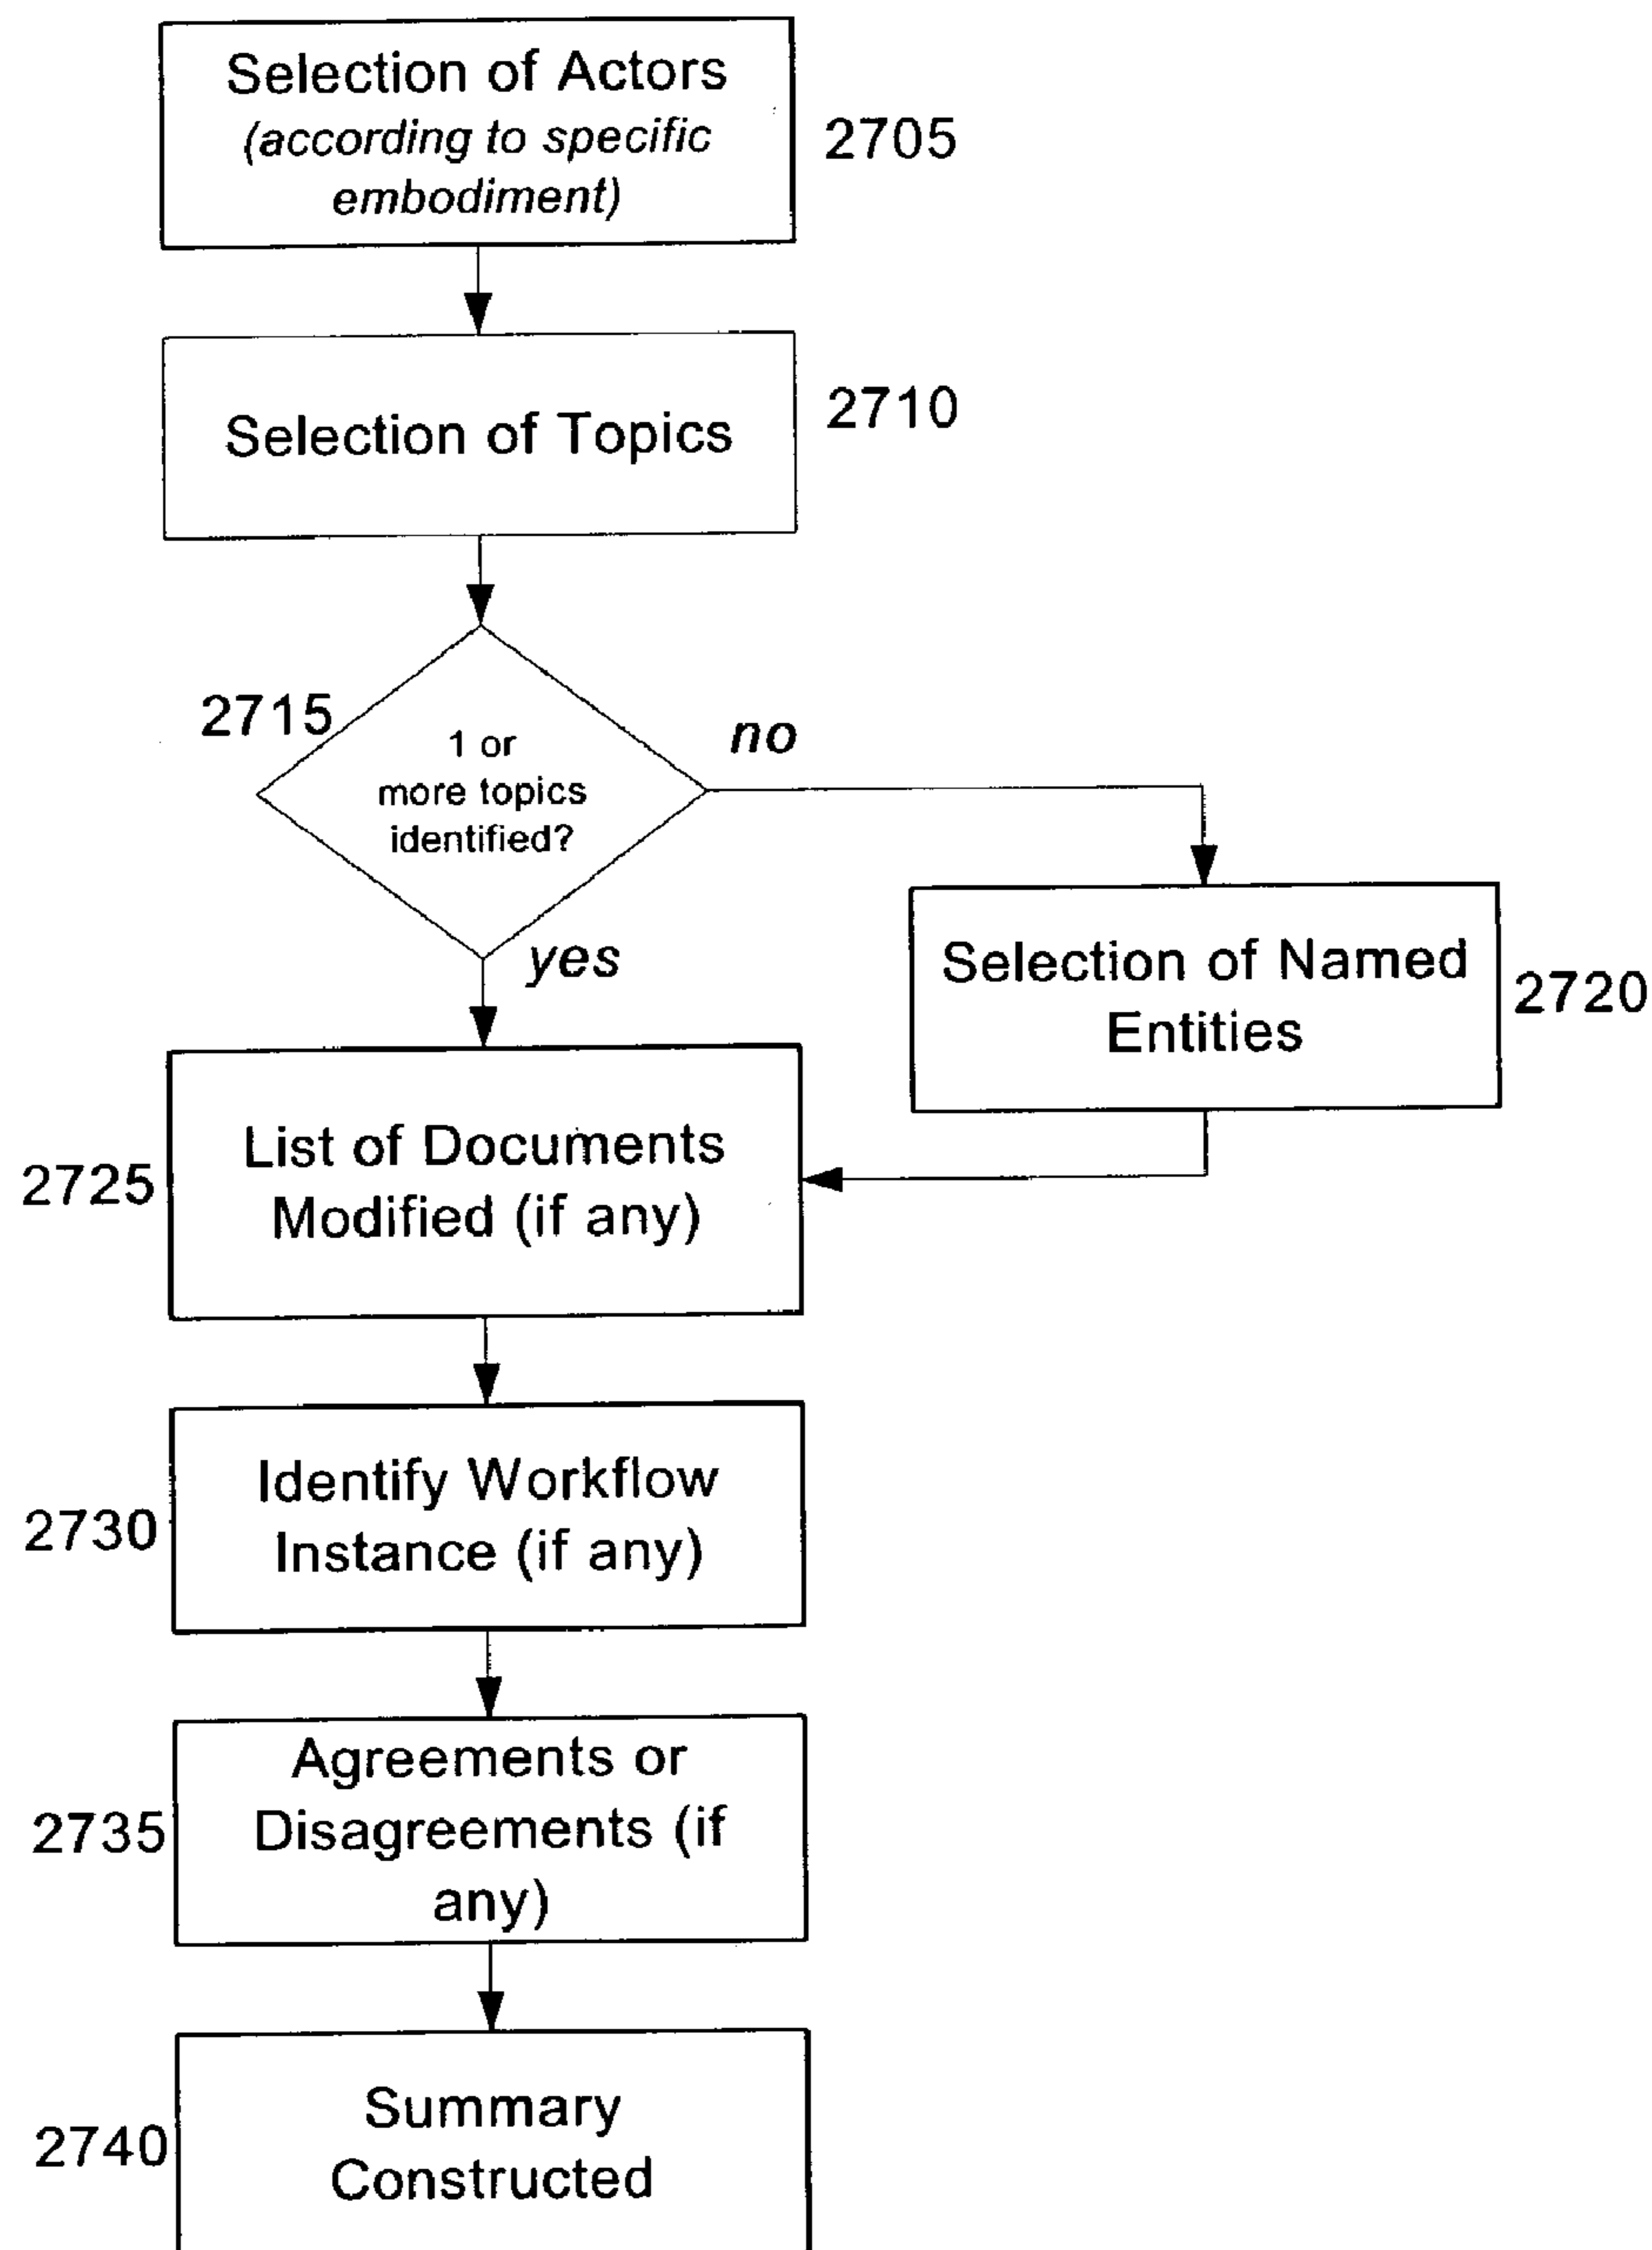 Selection of Actors
(according to specific
embodiment)
2705
Selection of Topics
2710
2715
1 or
more topics
identified?
no
yes
Selection of Named
Entities
2720
List of Documents
Modified (if any)
2725
Identify Workflow
Instance (if any)
2730
Agreements or
Disagreements (if
any)
2735
Summary
Constructed
2740